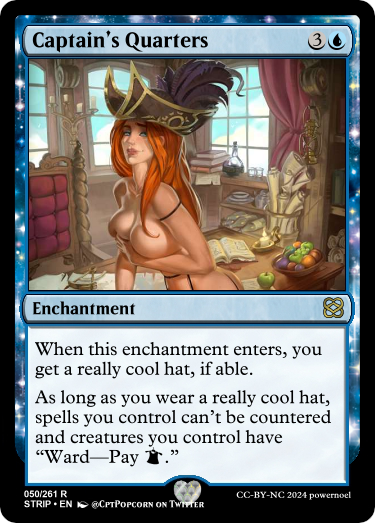 Captain's Quarters 3
Enchantment
When this enchantment enters, you
get a really cool hat, if able.
As long as you wear a really cool hat,
spells you control can't be countered
and creatures you control have
“Ward—Pay .”
050/261 R
STRIP • EN @CptPopcorn on Twitter
CC-BY-NC 2024 powernoel